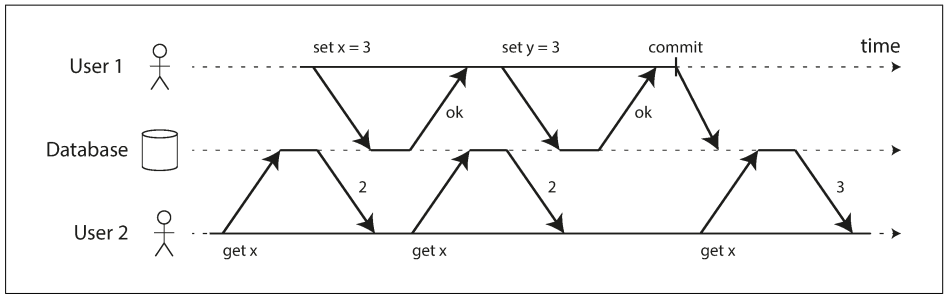 set x = 3
set y = 3
commit
time
User 1
ok
ok
Database
2
2
3
User 2
get x
get x
get x